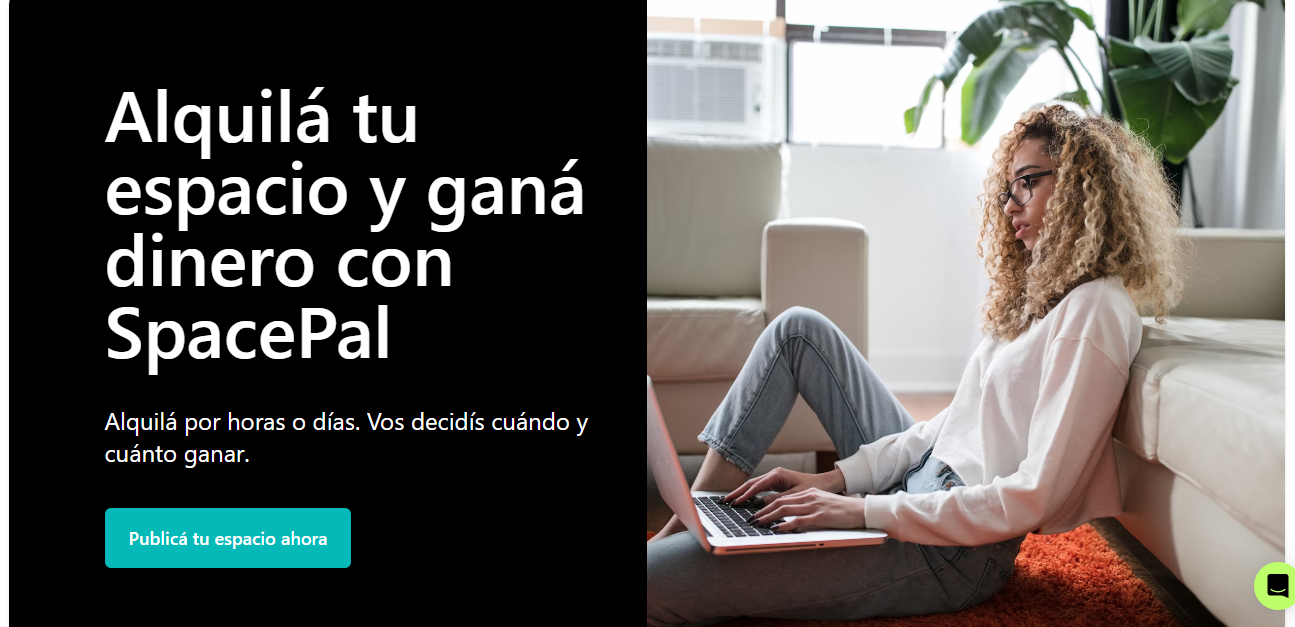 Alquilá tu
espacio y ganá
dinero con
SpacePal
Alquilá por horas o días. Vos decidís cuándo y
cuánto ganar.
Publicá tu espacio ahora